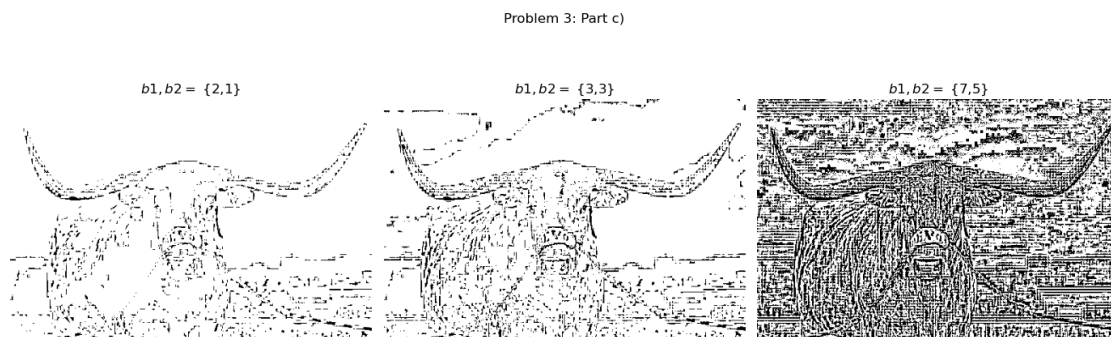 Problem 3: Part c)
b1, b2 = {2,1}
b1, b2 = {3,3}
b1, b2 = {7,5}